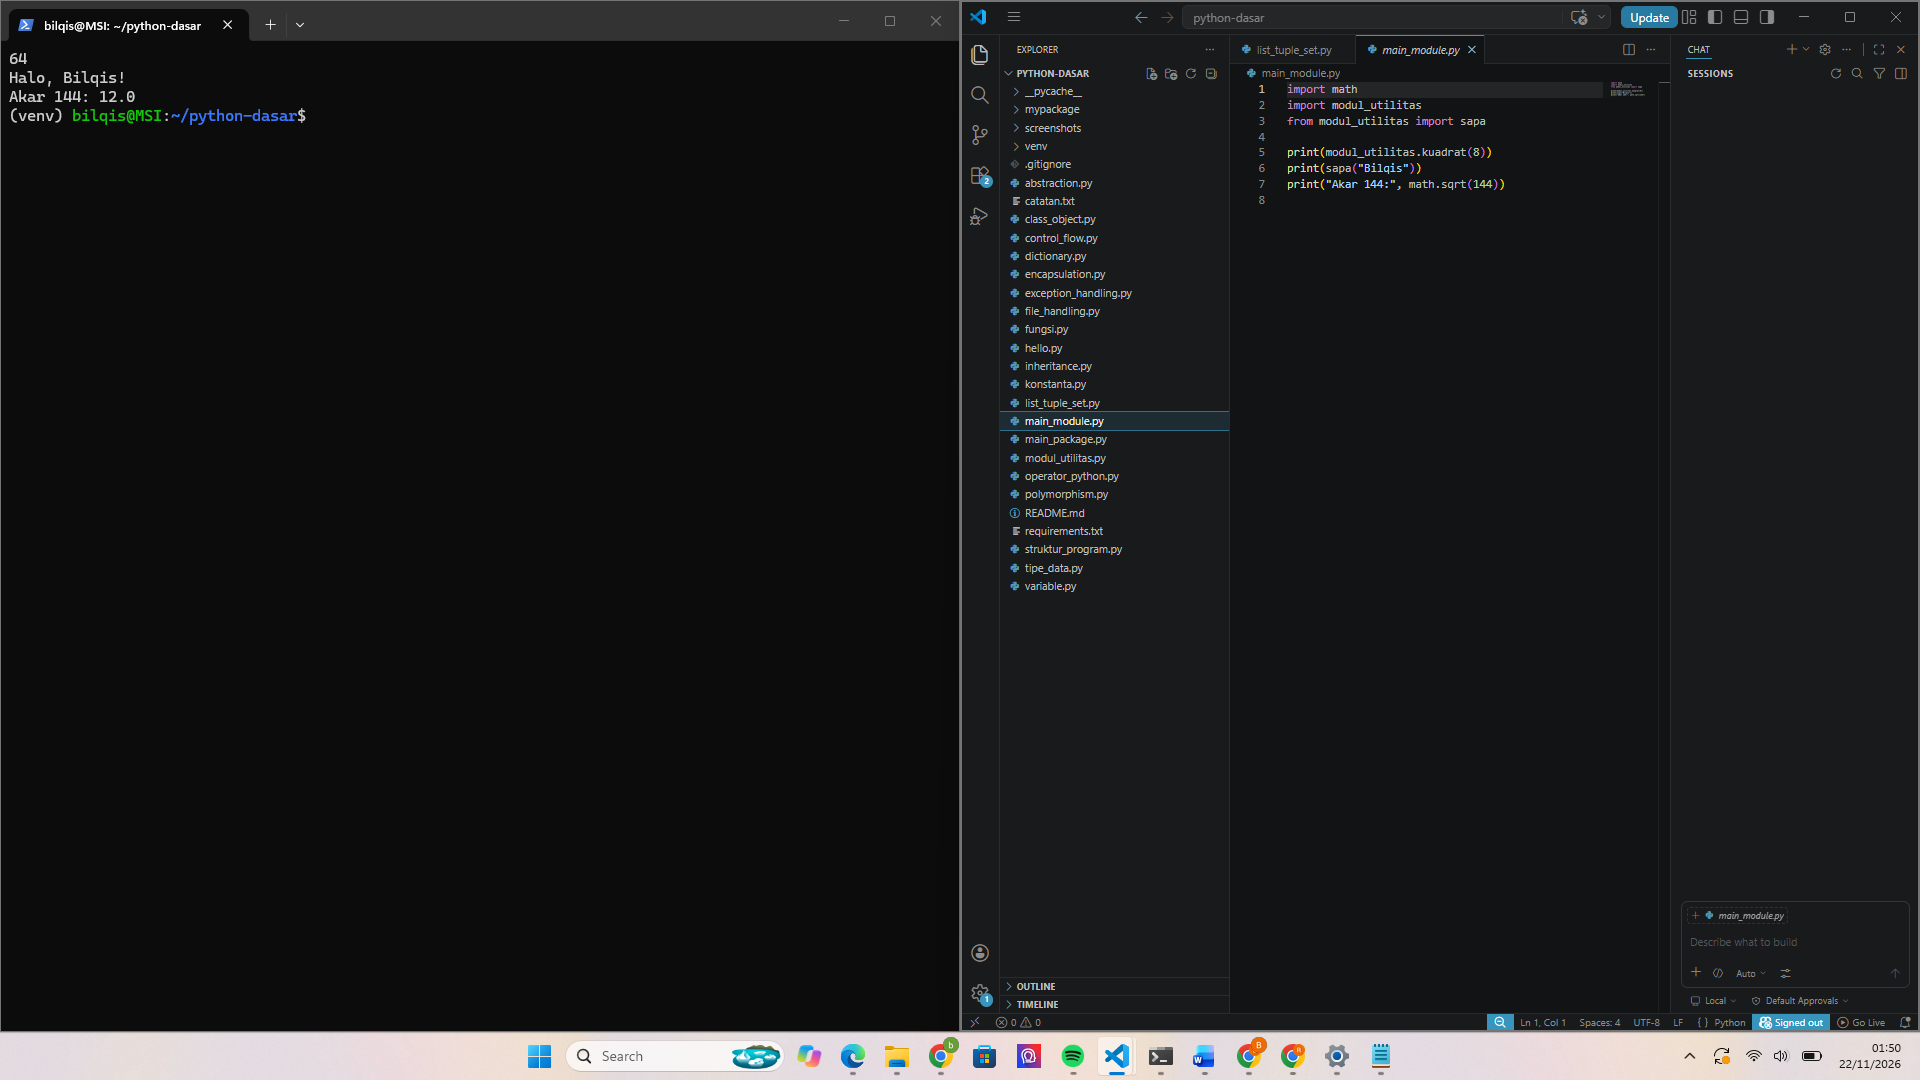 bilqis@MSI: ~/python-dasar
64
Halo, Bilqis!
Akar 144: 12.0
(venv) bilqis@MSI:~/python-dasar$
python-dasar
Update
EXPLORER
PYTHON-DASAR
__pycache__
mypackage
screenshots
venv
.gitignore
abstraction.py
catatan.txt
class_object.py
control_flow.py
dictionary.py
encapsulation.py
exception_handling.py
file_handling.py
fungsi.py
hello.py
inheritance.py
konstanta.py
list_tuple_set.py
main_module.py
main_package.py
modul_utilitas.py
operator_python.py
polymorphism.py
README.md
requirements.txt
struktur_program.py
tipe_data.py
variable.py
OUTLINE
TIMELINE
2
1
list_tuple_set.py
main_module.py
main_module.py
1 import math
2 import modul_utilitas
3 from modul_utilitas import sapa
4
5 print(modul_utilitas.kuadrat(8))
6 print(sapa("Bilqis"))
7 print("Akar 144:", math.sqrt(144))
8
CHAT
SESSIONS
main_module.py
Describe what to build
Auto
Local
Default Approvals
0 0
Ln 1, Col 1
Spaces: 4
UTF-8
LF
{ } Python
Signed out
Go Live
Search
01:50
22/11/2026